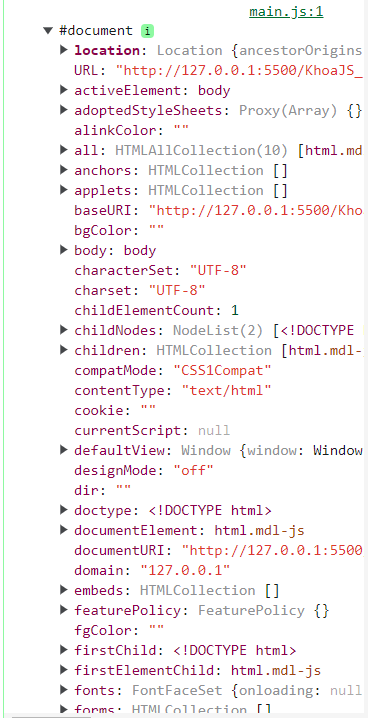 main.js:1
#document i
location: Location {ancestorOrigins
URL: "http://127.0.0.1:5500/KhoaJS_
activeElement: body
adoptedStyleSheets: Proxy(Array) {}
alinkColor: ""
all: HTMLAllCollection(10) [html.md
anchors: HTMLCollection []
applets: HTMLCollection []
baseURI: "http://127.0.0.1:5500/Kho
bgColor: ""
body: body
characterSet: "UTF-8"
charset: "UTF-8"
childElementCount: 1
childNodes: NodeList(2) [<!DOCTYPE
children: HTMLCollection [html.mdl-
compatMode: "CSS1Compat"
contentType: "text/html"
cookie: ""
currentScript: null
defaultView: Window {window: Window
designMode: "off"
dir: ""
doctype: <!DOCTYPE html>
documentElement: html.mdl-js
documentURI: "http://127.0.0.1:5500
domain: "127.0.0.1"
embeds: HTMLCollection []
featurePolicy: FeaturePolicy {}
fgColor: ""
firstChild: <!DOCTYPE html>
firstElementChild: html.mdl-js
fonts: FontFaceSet {onloading: null
forms: HTMLCollection []